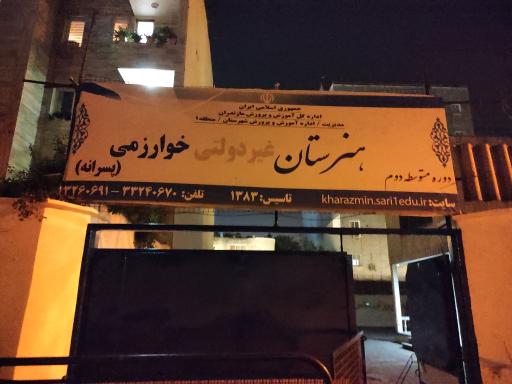 جمهوری اسلامی ایران
اداره کل آموزش و پرورش مازندران
مدیریت / اداره آموزش و پرورش شهرستان / منطقه ۱
هنرستان غیردولتی خوارزمی
(پسرانه)
دوره متوسطه دوم
سایت: kharazmin.sari1edu.ir تاسیس: ۱۳۸۳ تلفن: ۳۳۲۴۰۶۷۰ –